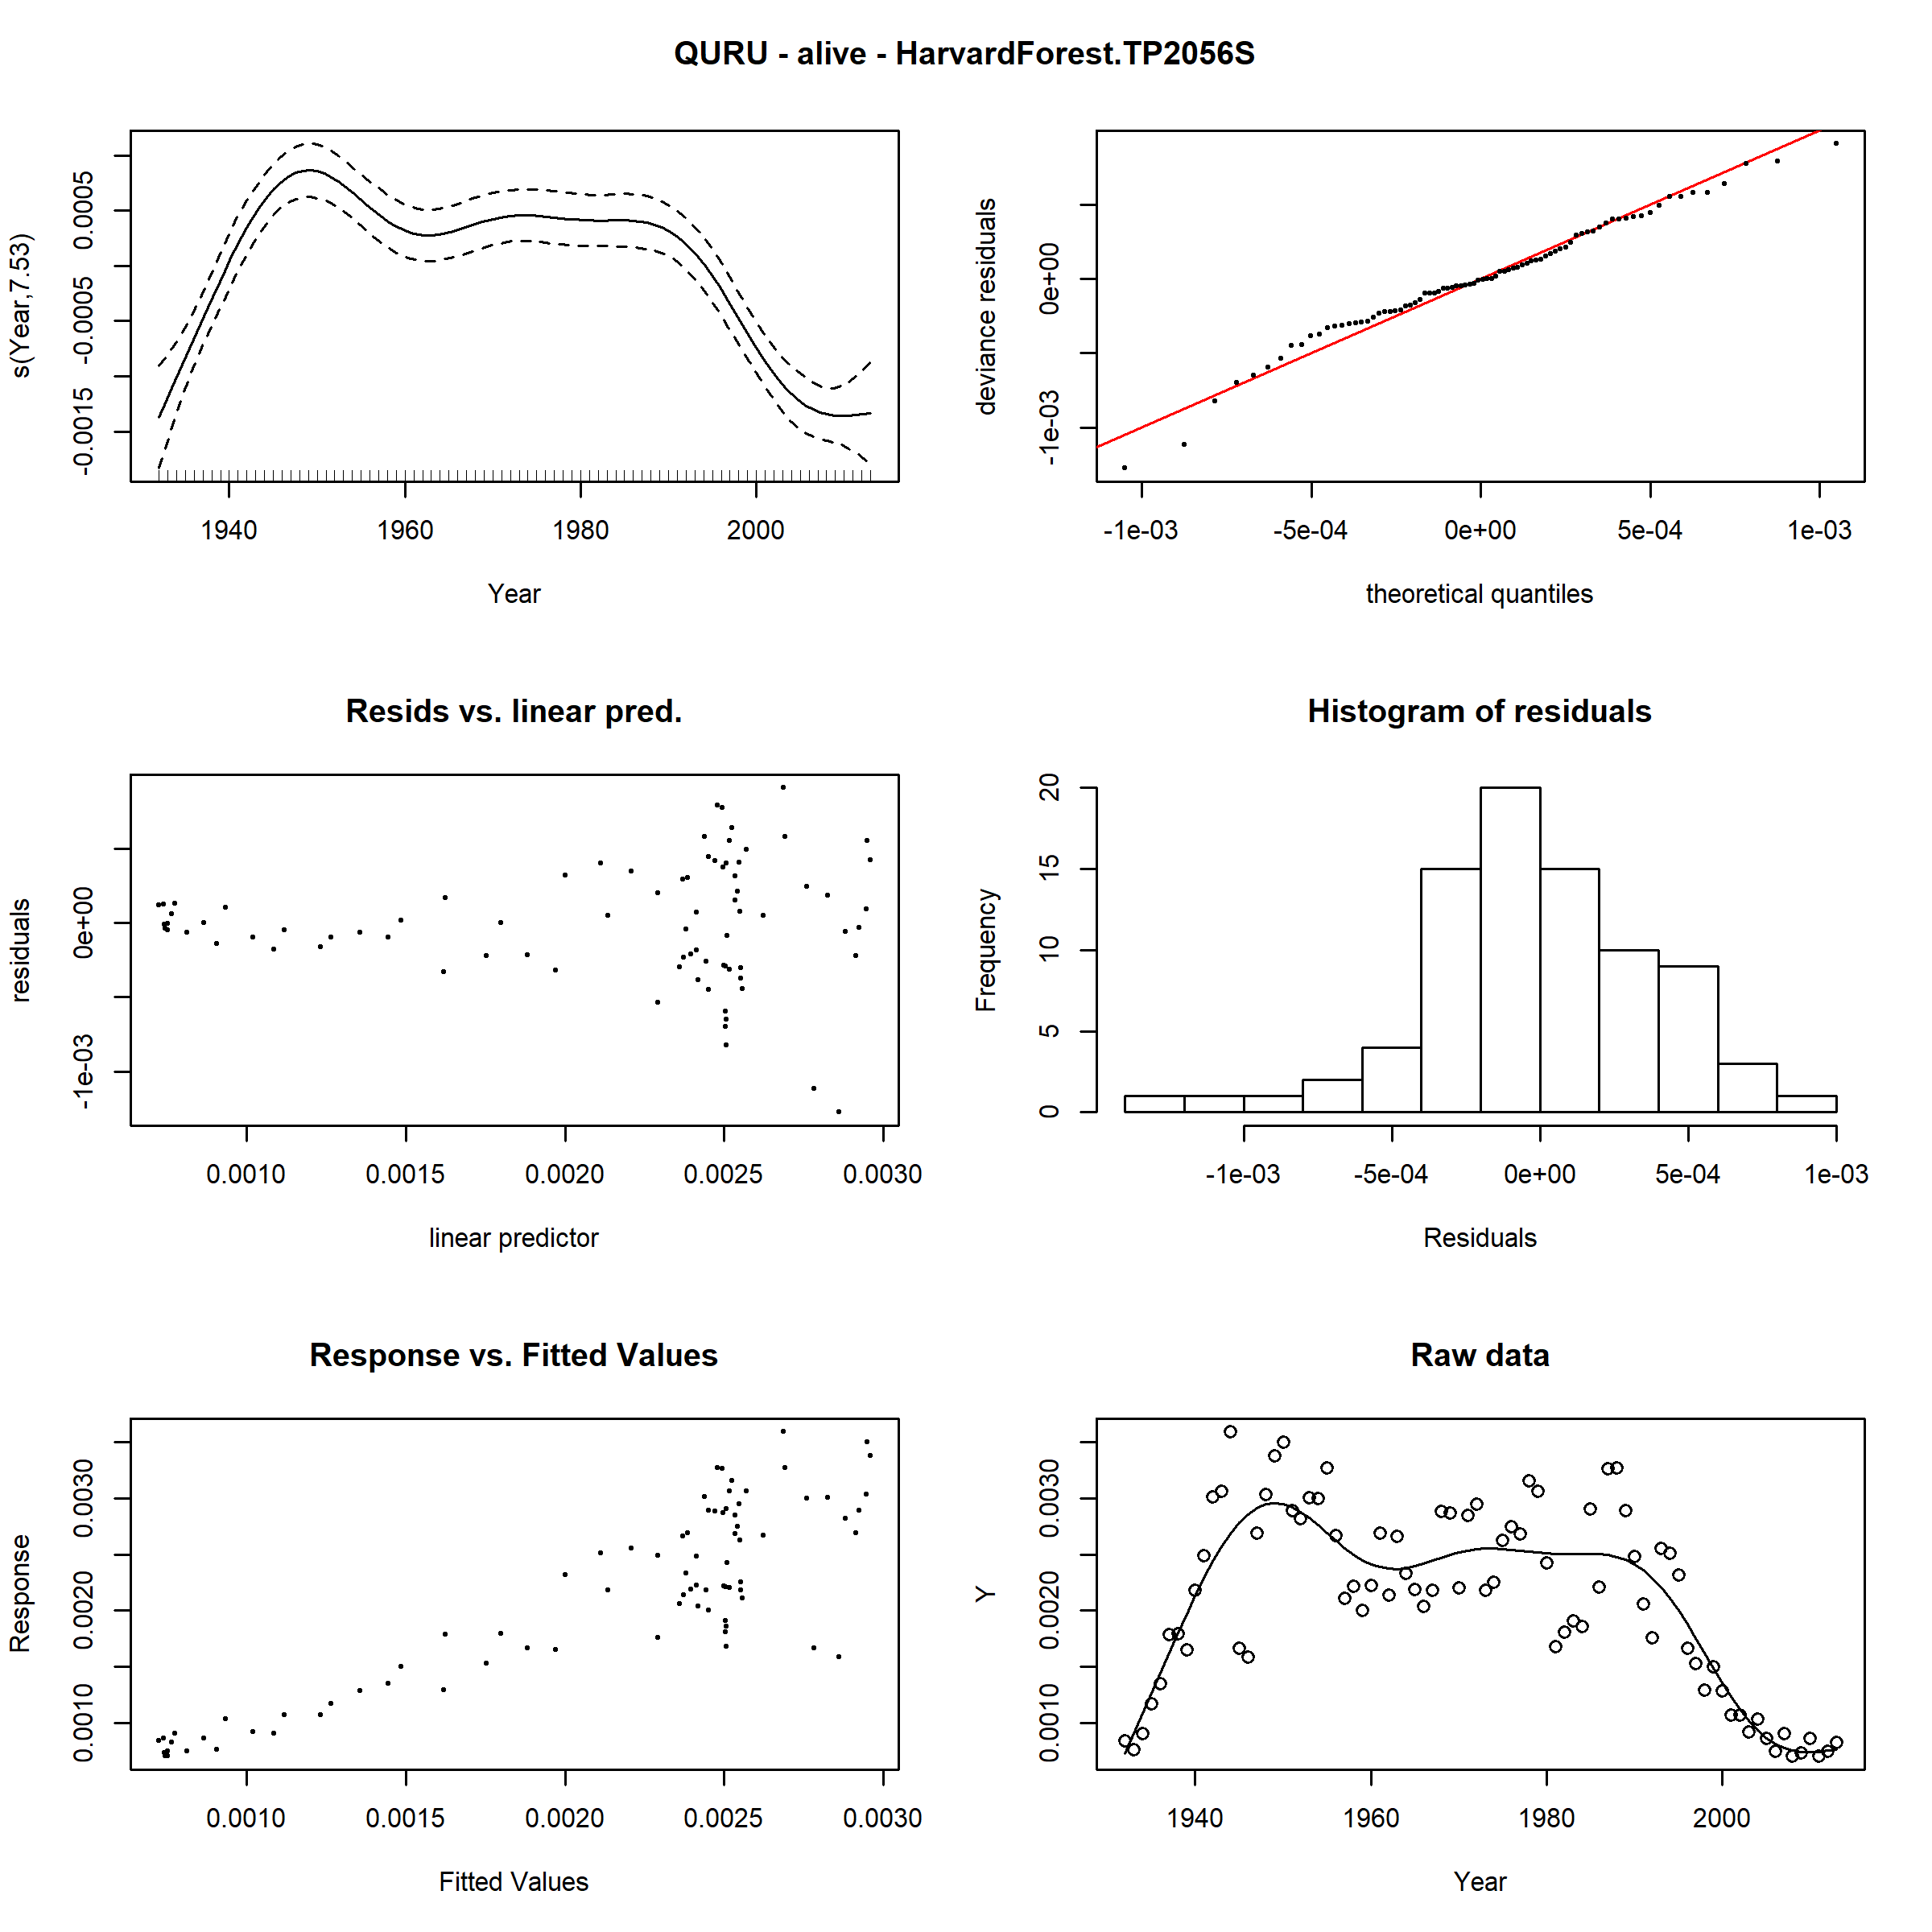 QURU - alive - HarvardForest.TP2056S
s(Year,7.53)
-0.0015 -0.0005 0.0005
1940 1960 1980 2000
Year
deviance residuals
-1e-03 0e+00
-1e-03 -5e-04 0e+00 5e-04 1e-03
theoretical quantiles
Resids vs. linear pred.
residuals
-1e-03 0e+00
0.0010 0.0015 0.0020 0.0025 0.0030
linear predictor
Histogram of residuals
Frequency
0 5 10 15 20
-1e-03 -5e-04 0e+00 5e-04 1e-03
Residuals
Response vs. Fitted Values
Response
0.0010 0.0020 0.0030
0.0010 0.0015 0.0020 0.0025 0.0030
Fitted Values
Raw data
Y
0.0010 0.0020 0.0030
1940 1960 1980 2000
Year